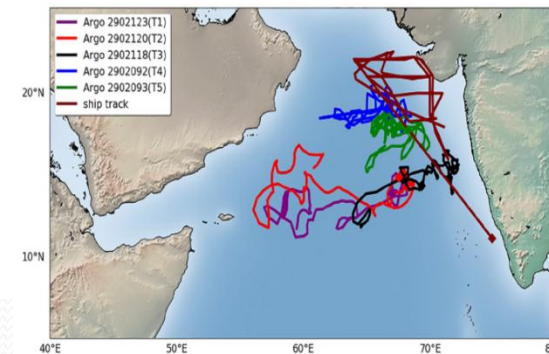 Argo 2902123(T1)
Argo 2902120(T2)
Argo 2902118(T3)
Argo 2902092(T4)
Argo 2902093(T5)
ship track
20°N
10°N
40°E
50°E
60°E
70°E